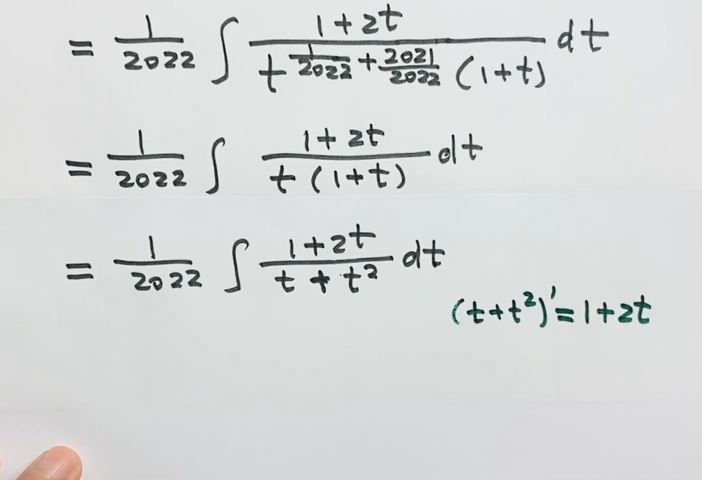 = 1/2022 ∫ (1+2t)/(t^(1/2022 + 2021/2022) (1+t)) dt
= 1/2022 ∫ (1+2t)/(t(1+t)) dt
= 1/2022 ∫ (1+2t)/(t+t²) dt
(t+t²)' = 1+2t